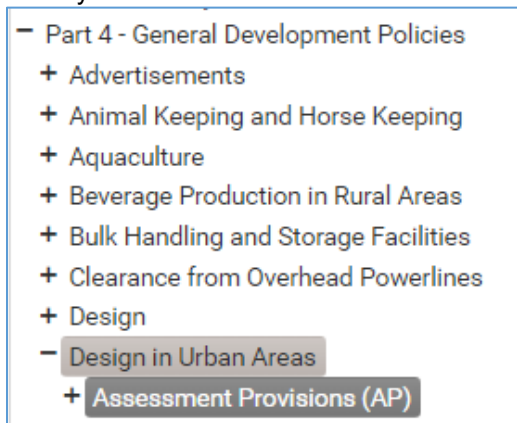 − Part 4 - General Development Policies
+ Advertisements
+ Animal Keeping and Horse Keeping
+ Aquaculture
+ Beverage Production in Rural Areas
+ Bulk Handling and Storage Facilities
+ Clearance from Overhead Powerlines
+ Design
− Design in Urban Areas
+ Assessment Provisions (AP)